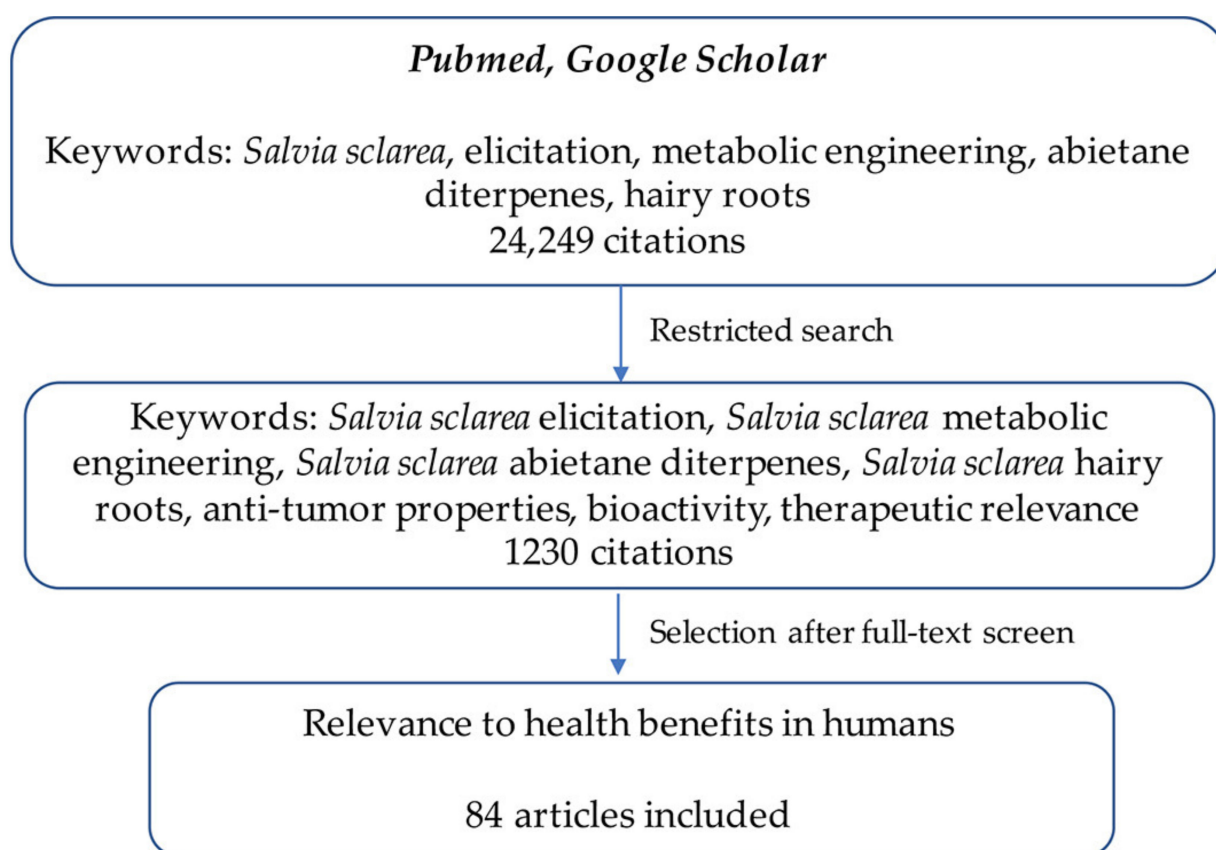 Pubmed, Google Scholar
Keywords: Salvia sclarea, elicitation, metabolic engineering, abietane
diterpenes, hairy roots
24,249 citations
Restricted search
Keywords: Salvia sclarea elicitation, Salvia sclarea metabolic
engineering, Salvia sclarea abietane diterpenes, Salvia sclarea hairy
roots, anti-tumor properties, bioactivity, therapeutic relevance
1230 citations
Selection after full-text screen
Relevance to health benefits in humans
84 articles included